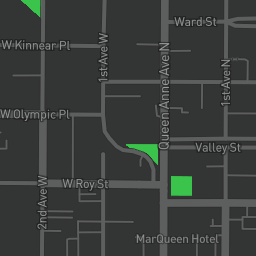 Ward St
W Kinnear Pl
1st Ave W
Queen Anne Ave N
1st Ave N
W Olympic Pl
Valley St
W Roy St
2nd Ave W
MarQueen Hotel